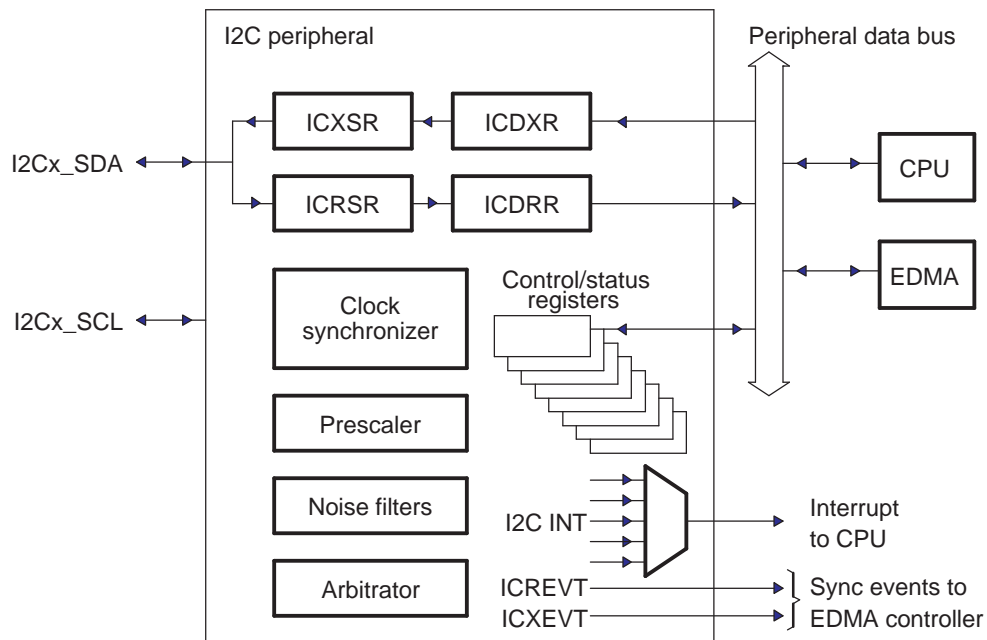 I2C peripheral
Peripheral data bus
ICXSR
ICDXR
I2Cx_SDA
CPU
ICRSR
ICDRR
EDMA
Control/status
registers
Clock
synchronizer
I2Cx_SCL
Prescaler
Noise filters
I2C INT
Interrupt
to CPU
Arbitrator
ICREVT
ICXEVT
Sync events to
EDMA controller